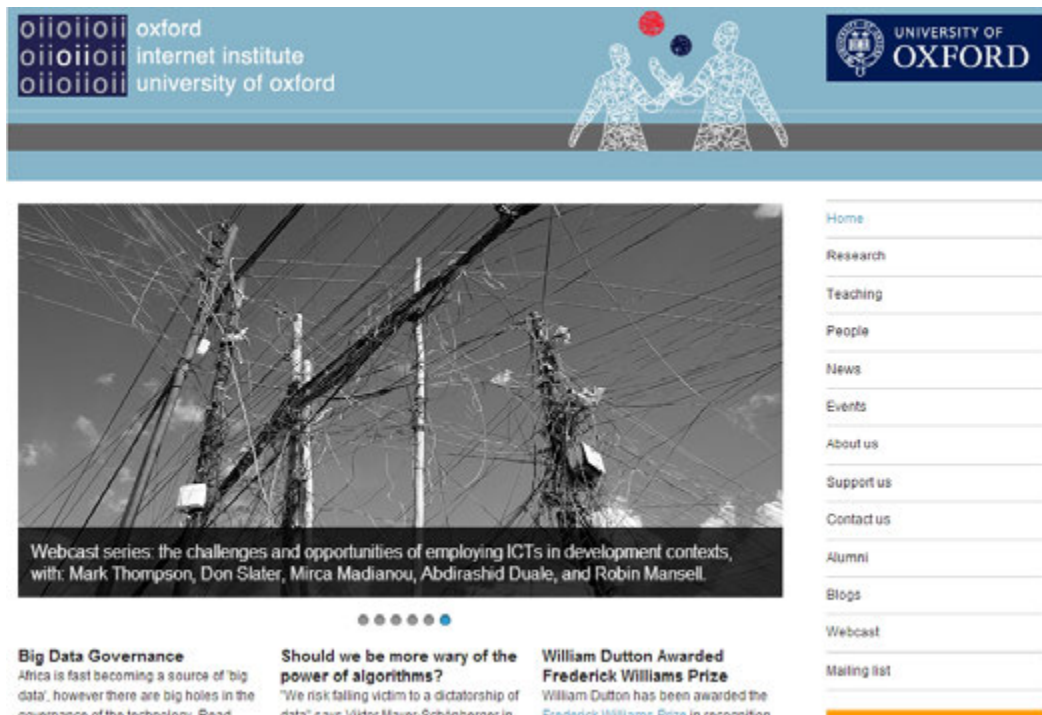 oiioiioii oxford
oiioiioii internet institute
oiioiioii university of oxford
UNIVERSITY OF
OXFORD
Webcast series: the challenges and opportunities of employing ICTs in development contexts,
with: Mark Thompson, Don Slater, Mirca Madianou, Abdirashid Duale, and Robin Mansell.
Big Data Governance
Africa is fast becoming a source of 'big
data', however there are big holes in the
governance of the technology. Read
Should we be more wary of the
power of algorithms?
"We risk falling victim to a dictatorship of
data" says Viktor Mayer-Schönberger in
William Dutton Awarded
Frederick Williams Prize
William Dutton has been awarded the
Frederick Williams Prize in recognition
Home
Research
Teaching
People
News
Events
About us
Support us
Contact us
Alumni
Blogs
Webcast
Mailing list